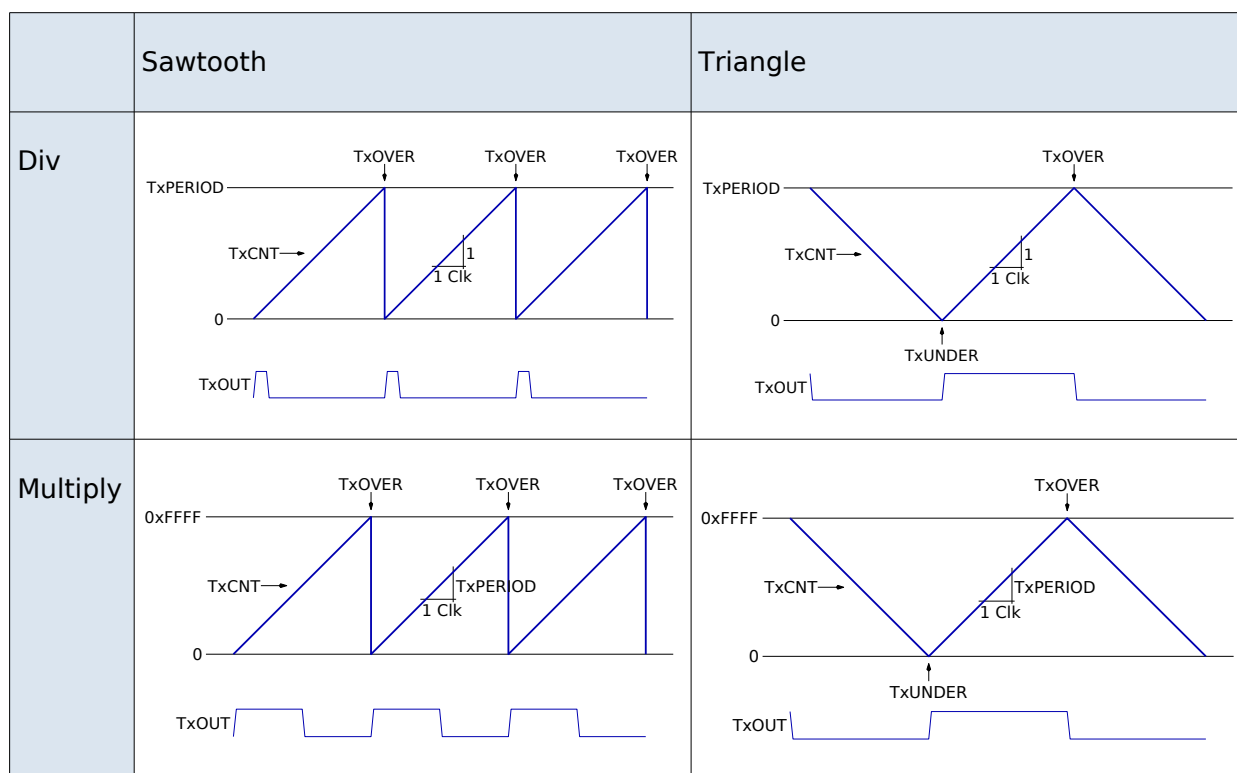 Sawtooth
Triangle
Div
TxOVER TxOVER TxOVER
TxPERIOD
TxCNT
1
1 Clk
0
TxOUT
TxOVER
TxPERIOD
TxCNT
1
1 Clk
0
TxUNDER
TxOUT
Multiply
TxOVER TxOVER TxOVER
0xFFFF
TxCNT
TxPERIOD
1 Clk
0
TxOUT
TxOVER
0xFFFF
TxCNT
TxPERIOD
1 Clk
0
TxUNDER
TxOUT